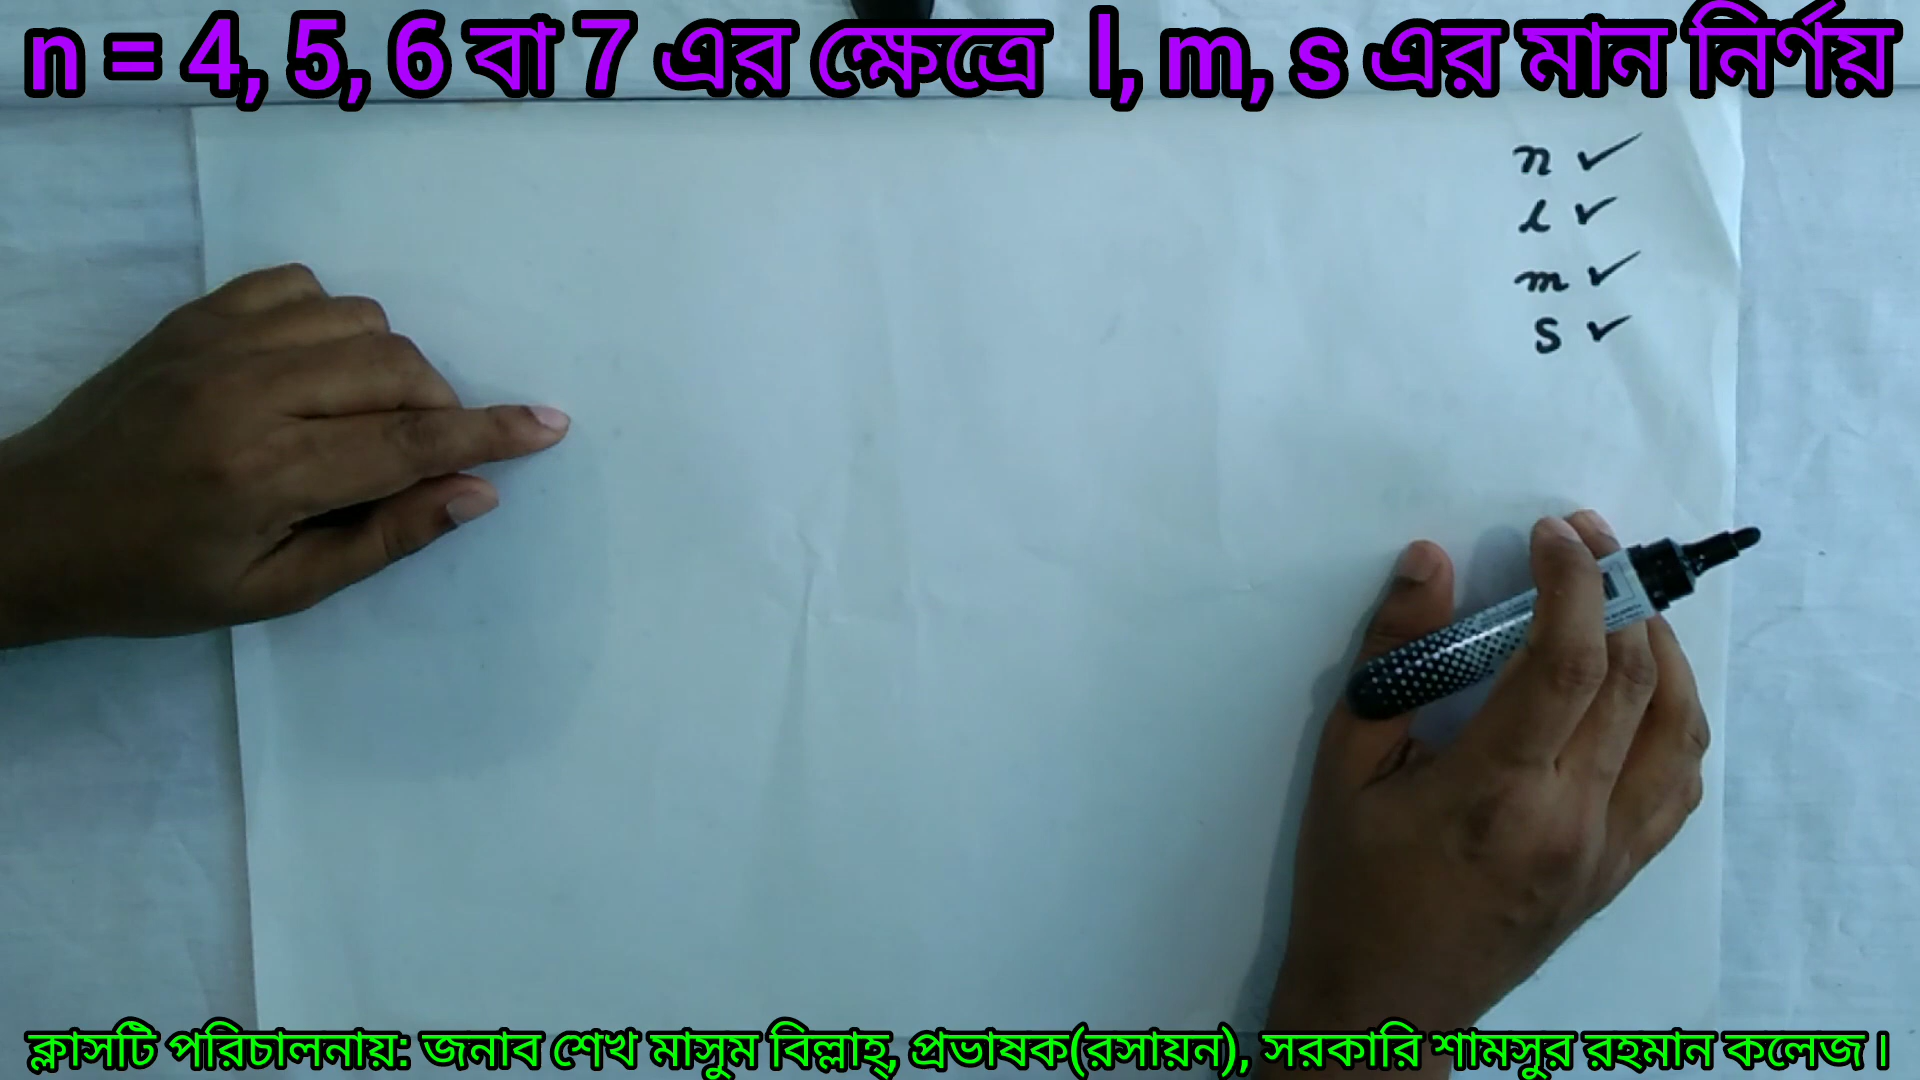 n = 4, 5, 6 বা 7 এর ক্ষেত্রে l, m, s এর মান নির্ণয়
n ✓
l ✓
m ✓
s ✓
ক্লাসটি পরিচালনায়: জনাব শেখ মাসুম বিল্লাহ্, প্রভাষক(রসায়ন), সরকারি শামসুর রহমান কলেজ।